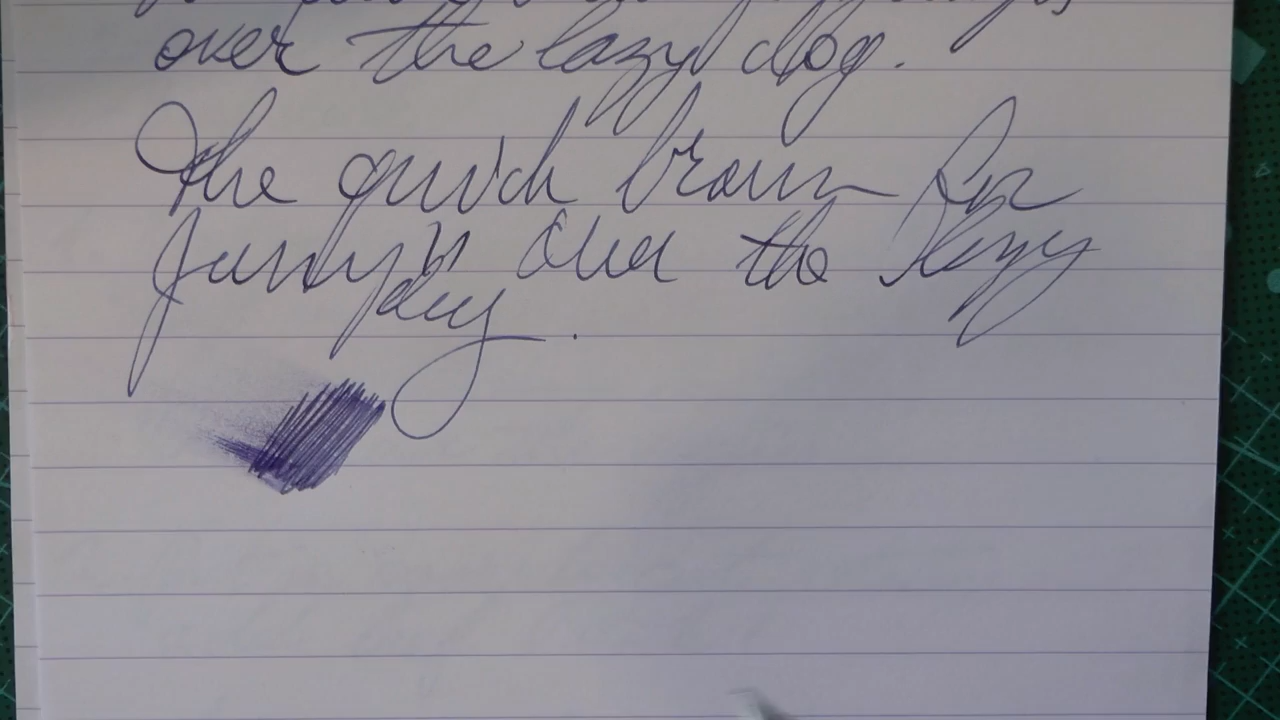 over the lazy dog.
The quick brown fox
jumps over the lazy
dog.